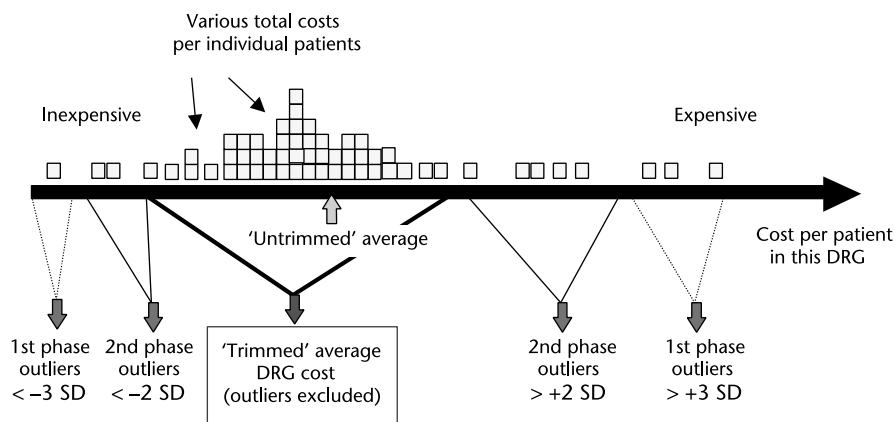 Various total costs
per individual patients
Inexpensive
Expensive
‘Untrimmed’ average
Cost per patient
in this DRG
1st phase
outliers
< –3 SD
2nd phase
outliers
< –2 SD
‘Trimmed’ average
DRG cost
(outliers excluded)
2nd phase
outliers
> +2 SD
1st phase
outliers
> +3 SD